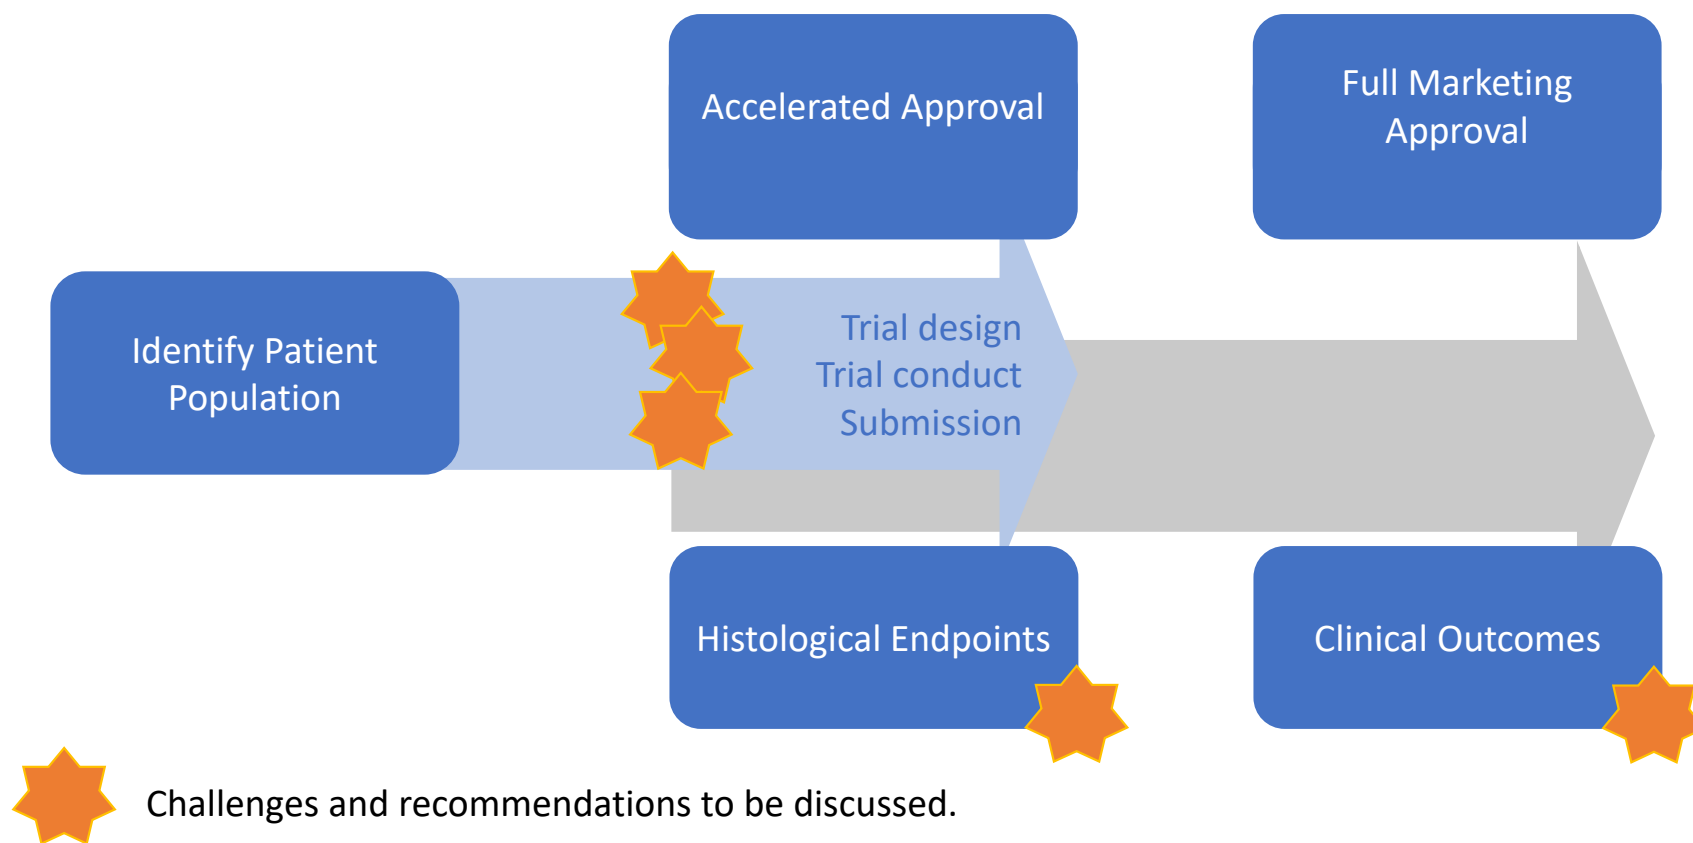 Accelerated Approval
Full Marketing
Approval
Identify Patient
Population
Trial design
Trial conduct
Submission
Histological Endpoints
Clinical Outcomes
Challenges and recommendations to be discussed.